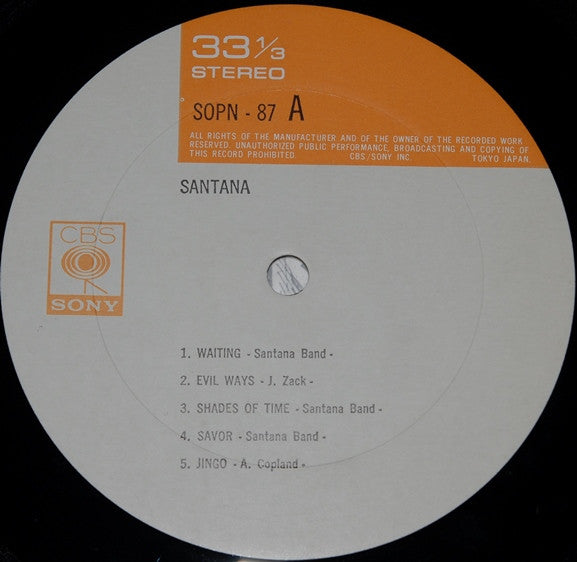 33 1/3
STEREO
SOPN - 87 A
ALL RIGHTS OF THE MANUFACTURER AND OF THE OWNER OF THE RECORDED WORK
RESERVED. UNAUTHORIZED PUBLIC PERFORMANCE, BROADCASTING AND COPYING OF
THIS RECORD PROHIBITED. CBS/SONY INC. TOKYO JAPAN.
SANTANA
CBS
SONY
1. WAITING - Santana Band -
2. EVIL WAYS - J. Zack -
3. SHADES OF TIME - Santana Band -
4. SAVOR - Santana Band -
5. JINGO - A. Copland -